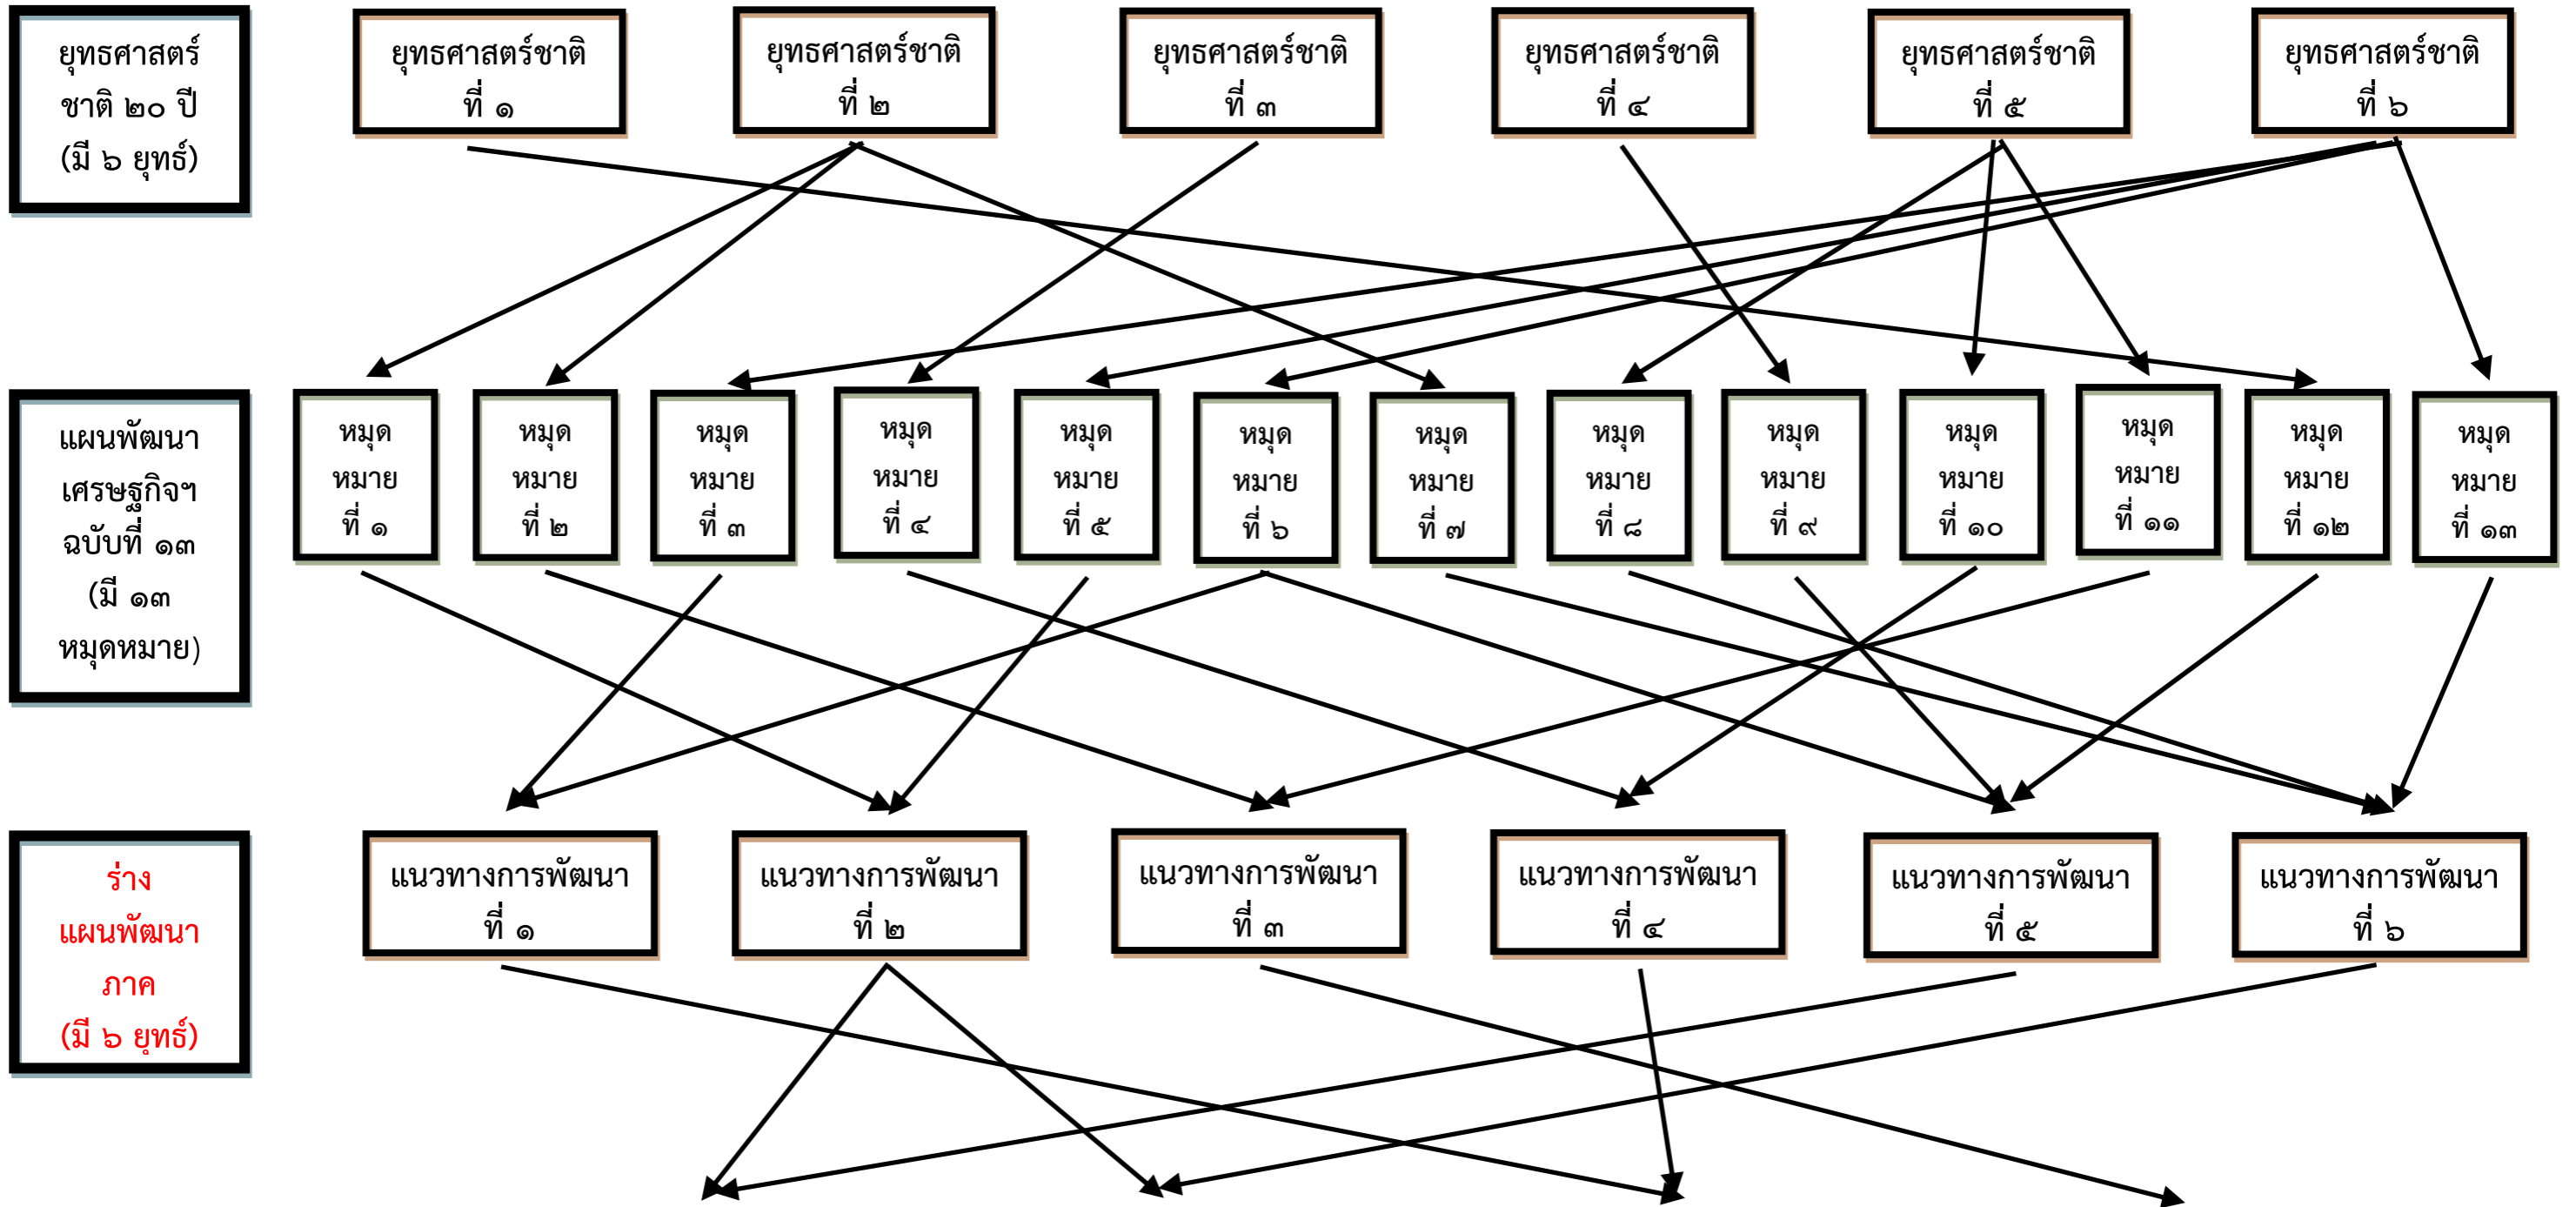 ยุทธศาสตร์
ชาติ ๒๐ ปี
(มี ๖ ยุทธ์)
ยุทธศาสตร์ชาติ
ที่ ๑
ยุทธศาสตร์ชาติ
ที่ ๒
ยุทธศาสตร์ชาติ
ที่ ๓
ยุทธศาสตร์ชาติ
ที่ ๔
ยุทธศาสตร์ชาติ
ที่ ๕
ยุทธศาสตร์ชาติ
ที่ ๖
แผนพัฒนา
เศรษฐกิจฯ
ฉบับที่ ๑๓
(มี ๑๓
หมุดหมาย)
หมุด
หมาย
ที่ ๑
หมุด
หมาย
ที่ ๒
หมุด
หมาย
ที่ ๓
หมุด
หมาย
ที่ ๔
หมุด
หมาย
ที่ ๕
หมุด
หมาย
ที่ ๖
หมุด
หมาย
ที่ ๗
หมุด
หมาย
ที่ ๘
หมุด
หมาย
ที่ ๙
หมุด
หมาย
ที่ ๑๐
หมุด
หมาย
ที่ ๑๑
หมุด
หมาย
ที่ ๑๒
หมุด
หมาย
ที่ ๑๓
ร่าง
แผนพัฒนา
ภาค
(มี ๖ ยุทธ์)
แนวทางการพัฒนา
ที่ ๑
แนวทางการพัฒนา
ที่ ๒
แนวทางการพัฒนา
ที่ ๓
แนวทางการพัฒนา
ที่ ๔
แนวทางการพัฒนา
ที่ ๕
แนวทางการพัฒนา
ที่ ๖